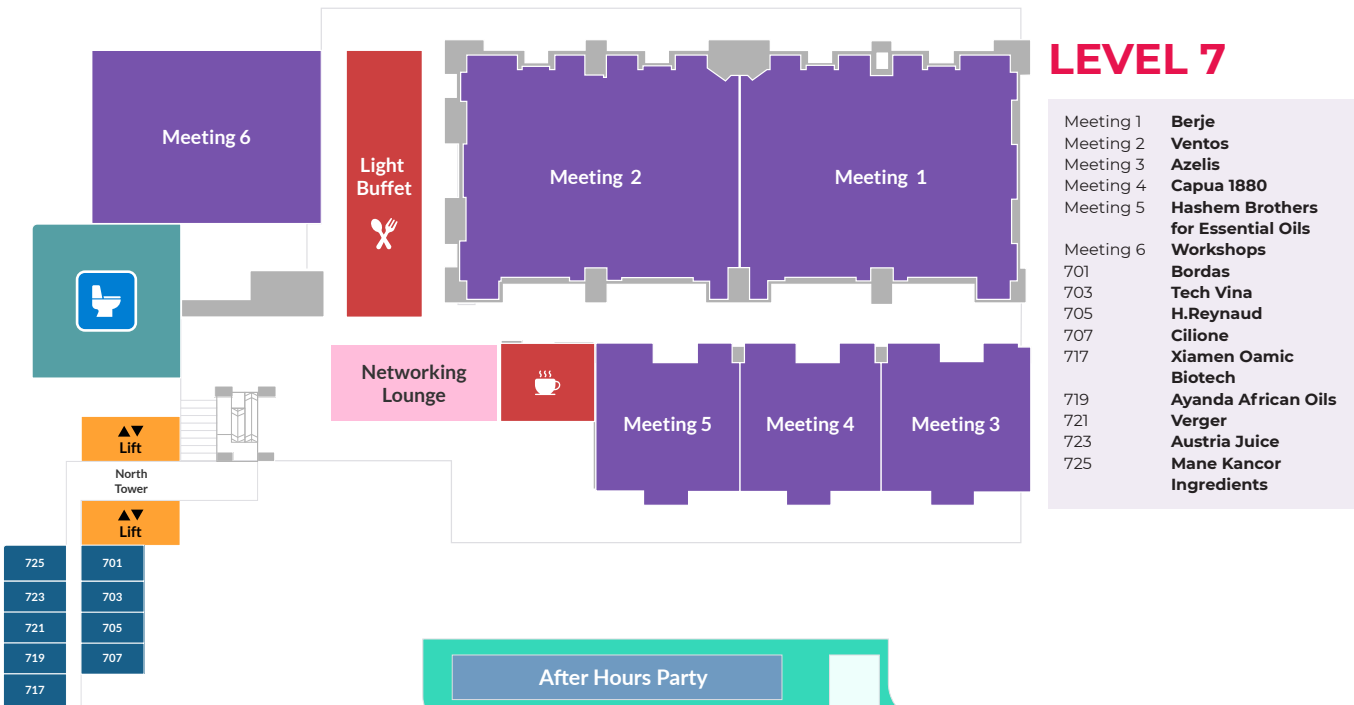 LEVEL 7
Meeting 1 Berje
Meeting 2 Ventos
Meeting 3 Azelis
Meeting 4 Capua 1880
Meeting 5 Hashem Brothers
for Essential Oils
Meeting 6 Workshops
701 Bordas
703 Tech Vina
705 H.Reynaud
707 Cilione
717 Xiamen Oamic
Biotech
719 Ayanda African Oils
721 Verger
723 Austria Juice
725 Mane Kancor
Ingredients
Meeting 6
Light
Buffet
Meeting 2
Meeting 1
Networking
Lounge
Meeting 5
Meeting 4
Meeting 3
Lift
North
Tower
Lift
725
701
723
703
721
705
719
707
717
After Hours Party